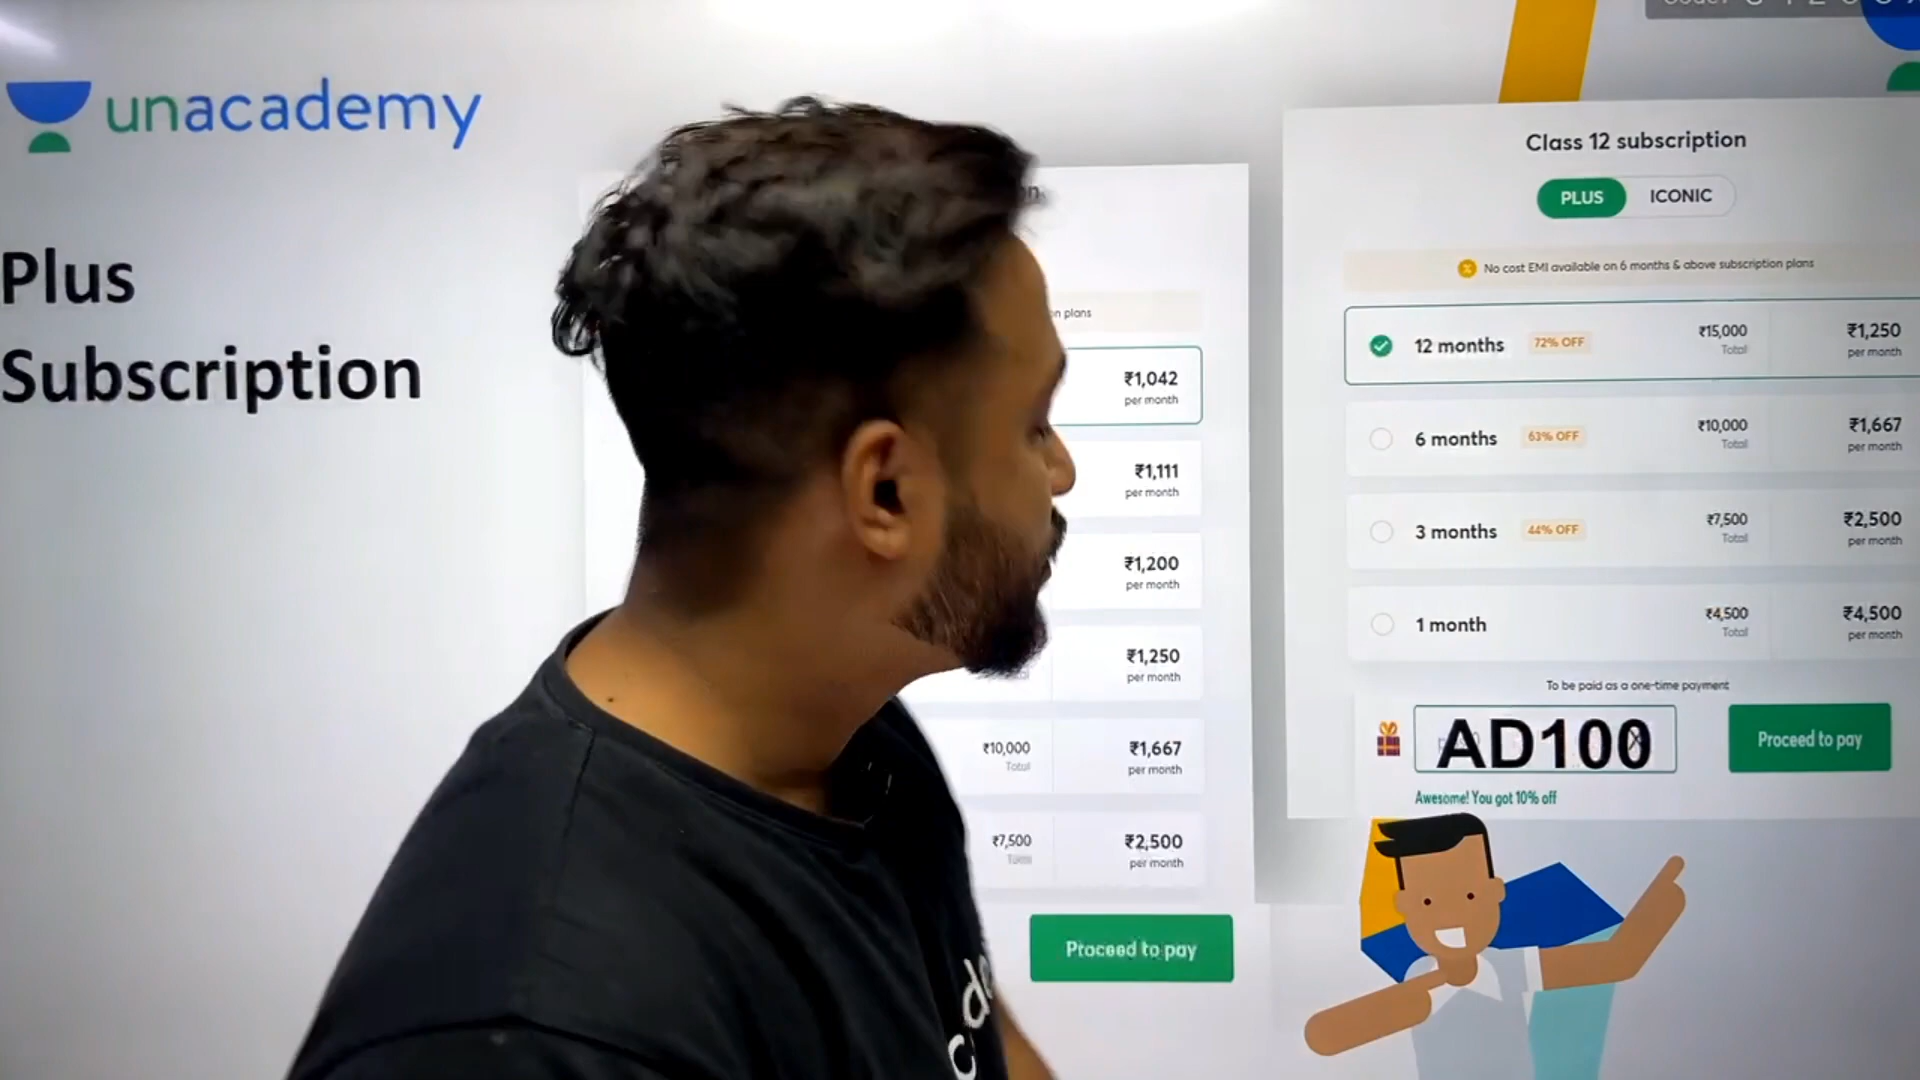 unacademy
Plus
Subscription
on plans
₹1,042
per month
₹1,111
per month
₹1,200
per month
₹1,250
per month
₹10,000
Total
₹1,667
per month
₹7,500
Total
₹2,500
per month
Proceed to pay
Class 12 subscription
PLUS ICONIC
No cost EMI available on 6 months & above subscription plans
12 months 72% OFF ₹15,000 ₹1,250
Total per month
6 months 63% OFF ₹10,000 ₹1,667
Total per month
3 months 44% OFF ₹7,500 ₹2,500
Total per month
1 month ₹4,500 ₹4,500
Total per month
To be paid as a one-time payment
AD100 Proceed to pay
Awesome! You got 10% off